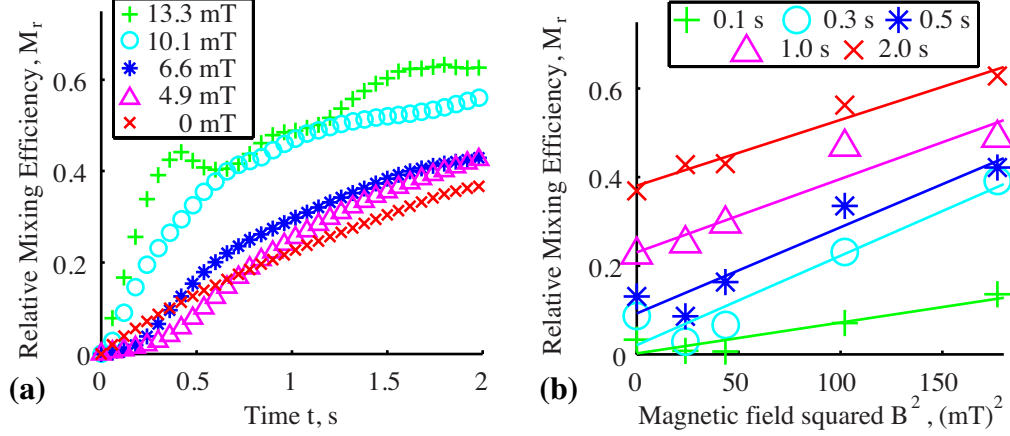 Relative Mixing Efficiency, M_r
0.6
0.4
0.2
0
13.3 mT
10.1 mT
6.6 mT
4.9 mT
0 mT
0 0.5 1 1.5 2
Time t, s
(a)
Relative Mixing Efficiency, M_r
0.6
0.4
0.2
0
0.1 s 0.3 s 0.5 s
1.0 s 2.0 s
0 50 100 150
Magnetic field squared B², (mT)²
(b)